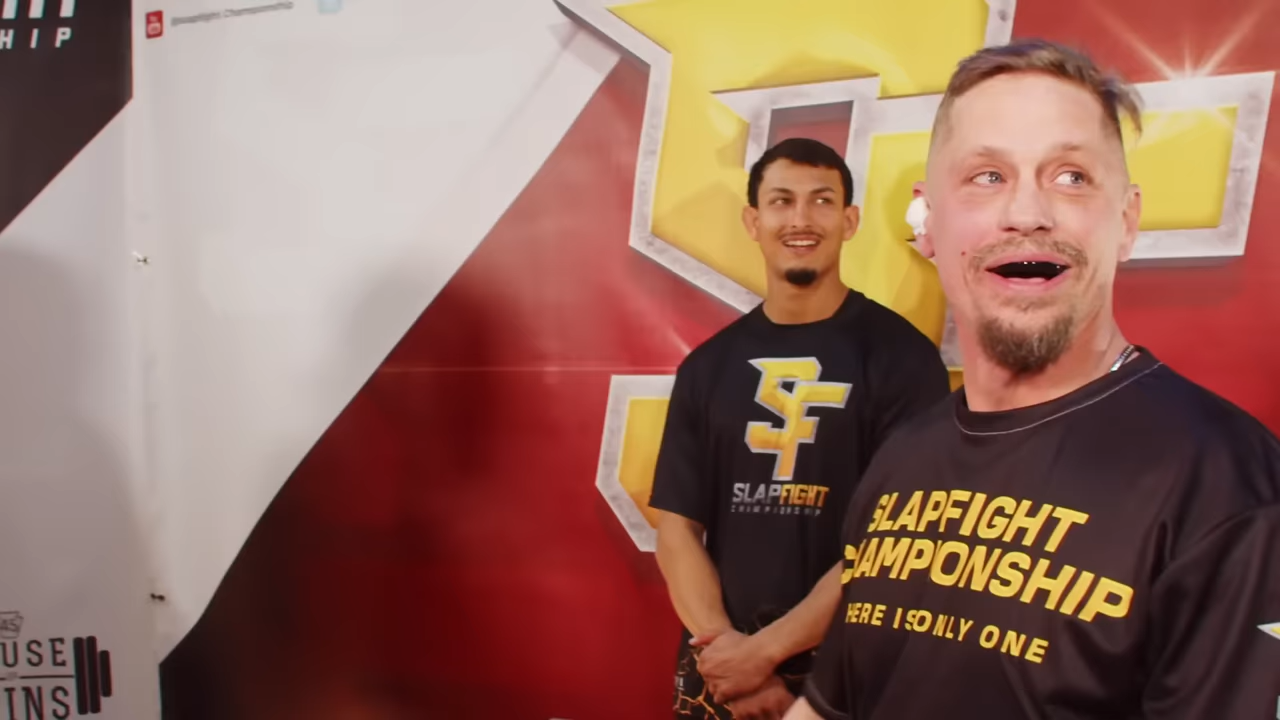 HIP
@slapfight Championship
SF
SLAPFIGHT
CHAMPIONSHIP
SLAPFIGHT
CHAMPIONSHIP
HERE IS ONLY ONE
USE
INS